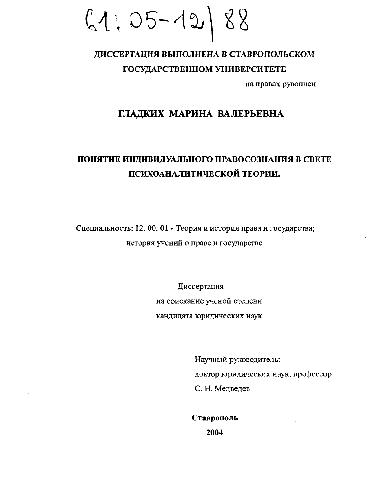 61:05-12/88
ДИССЕРТАЦИЯ ВЫПОЛНЕНА В СТАВРОПОЛЬСКОМ
ГОСУДАРСТВЕННОМ УНИВЕРСИТЕТЕ
на правах рукописи
ГЛАДКИХ МАРИНА ВАЛЕРЬЕВНА
ПОНЯТИЕ ИНДИВИДУАЛЬНОГО ПРАВОСОЗНАНИЯ В СВЕТЕ
ПСИХОАНАЛИТИЧЕСКОЙ ТЕОРИИ.
Специальность: 12. 00. 01 - Теория и история права и государства;
история учений о праве и государстве
Диссертация
на соискание ученой степени
кандидата юридических наук
Научный руководитель:
доктор юридических наук, профессор
С. Н. Медведев
Ставрополь
2004